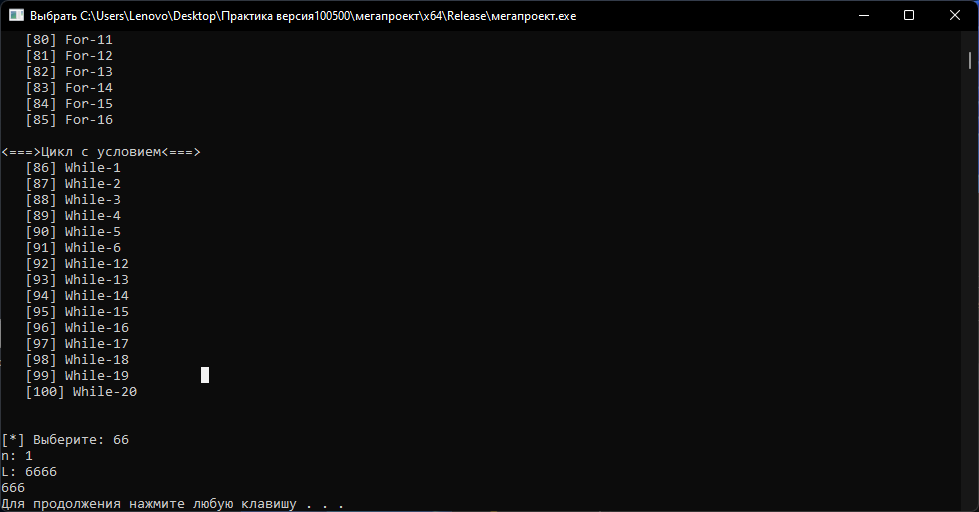 Выбрать C:\Users\Lenovo\Desktop\Практика версия100500\мегапроект\x64\Release\мегапроект.exe
[80] For-11
[81] For-12
[82] For-13
[83] For-14
[84] For-15
[85] For-16
<===>Цикл с условием<===>
[86] While-1
[87] While-2
[88] While-3
[89] While-4
[90] While-5
[91] While-6
[92] While-12
[93] While-13
[94] While-14
[95] While-15
[96] While-16
[97] While-17
[98] While-18
[99] While-19
[100] While-20
[*] Выберите: 66
n: 1
L: 6666
666
Для продолжения нажмите любую клавишу . . .